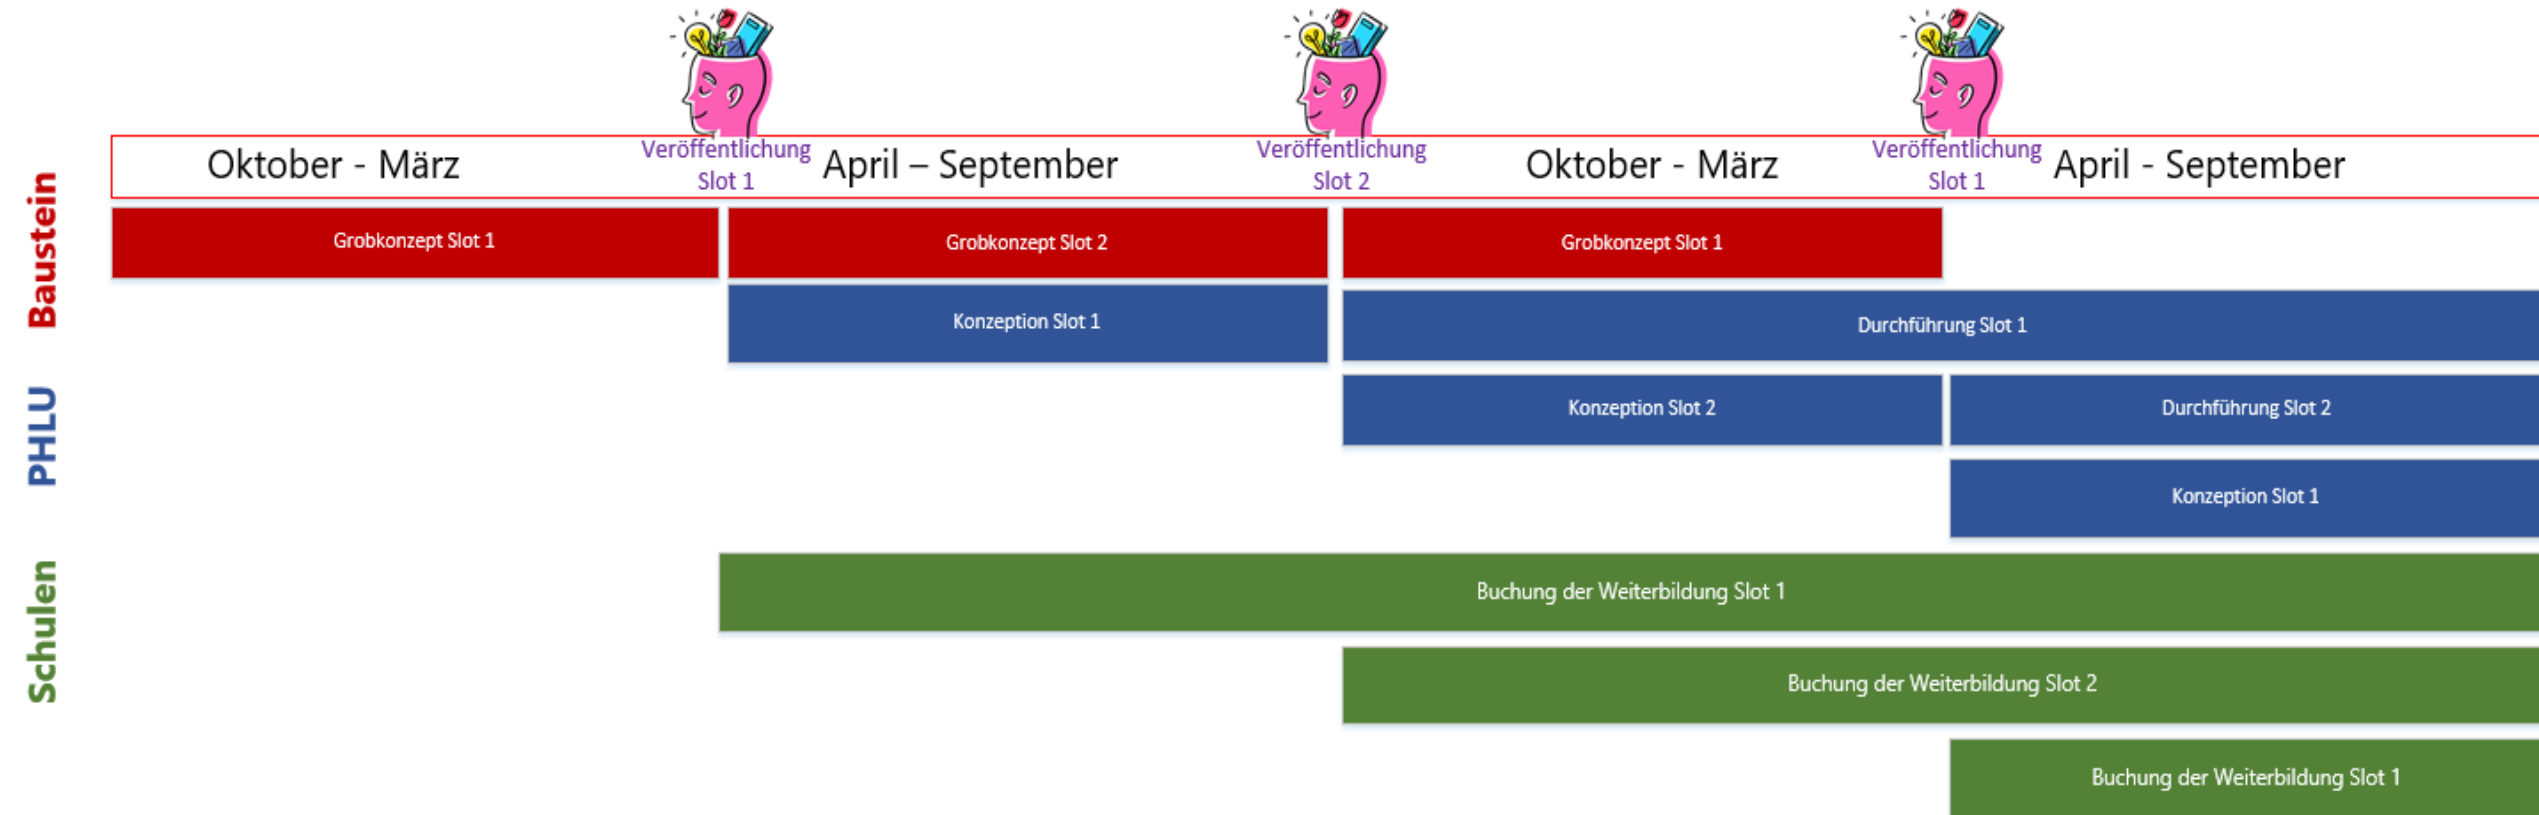 Veröffentlichung
Slot 1
Veröffentlichung
Slot 2
Veröffentlichung
Slot 1
Oktober - März
April – September
Oktober - März
April - September
Baustein
Grobkonzept Slot 1
Grobkonzept Slot 2
Grobkonzept Slot 1
Konzeption Slot 1
Durchführung Slot 1
PHLU
Konzeption Slot 2
Durchführung Slot 2
Konzeption Slot 1
Schulen
Buchung der Weiterbildung Slot 1
Buchung der Weiterbildung Slot 2
Buchung der Weiterbildung Slot 1